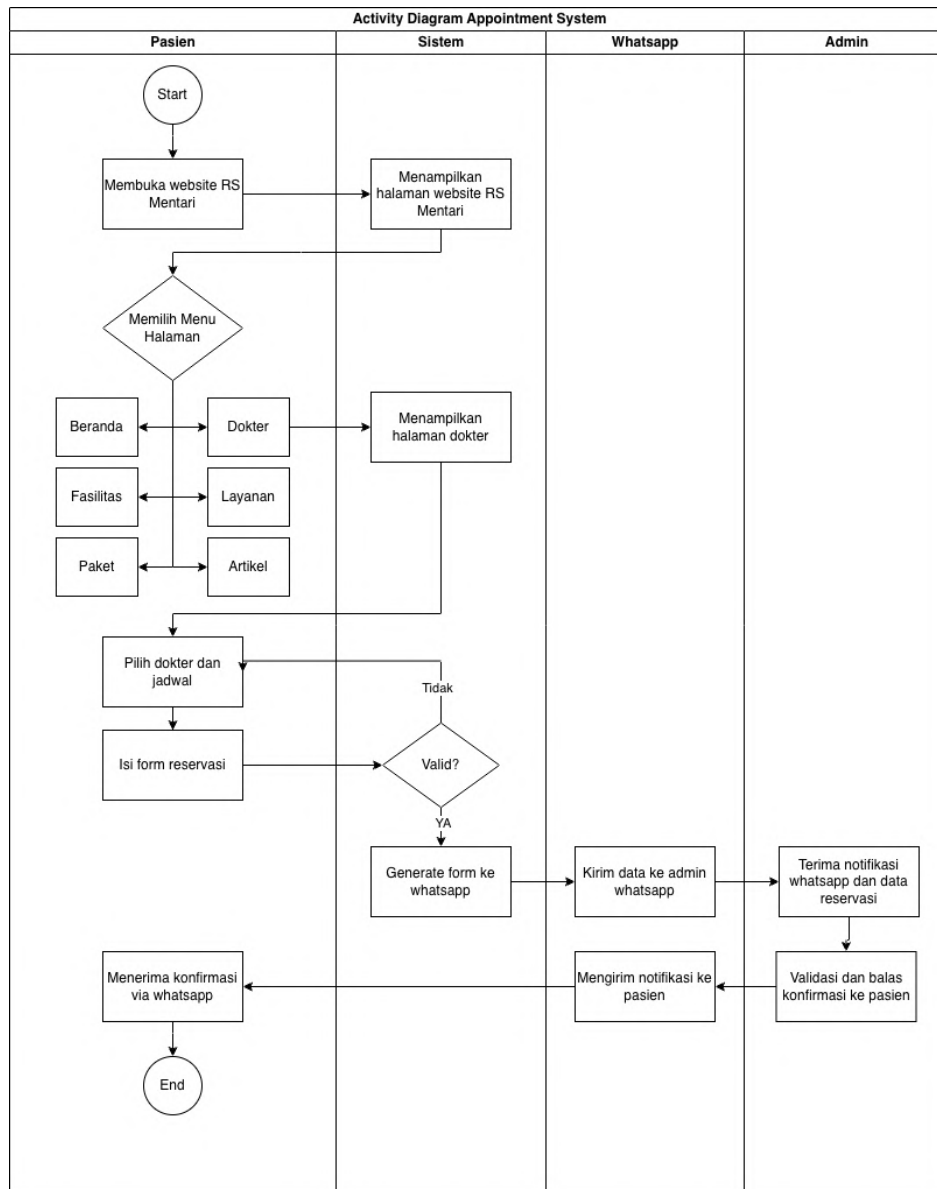 Activity Diagram Appointment System
Pasien
Sistem
Whatsapp
Admin
Start
Membuka website RS
Mentari
Menampilkan
halaman website RS
Mentari
Memilih Menu
Halaman
Beranda
Dokter
Menampilkan
halaman dokter
Fasilitas
Layanan
Paket
Artikel
Pilih dokter dan
jadwal
Tidak
Isi form reservasi
Valid?
YA
Generate form ke
whatsapp
Kirim data ke admin
whatsapp
Terima notifikasi
whatsapp dan data
reservasi
Menerima konfirmasi
via whatsapp
Mengirim notifikasi ke
pasien
Validasi dan balas
konfirmasi ke pasien
End